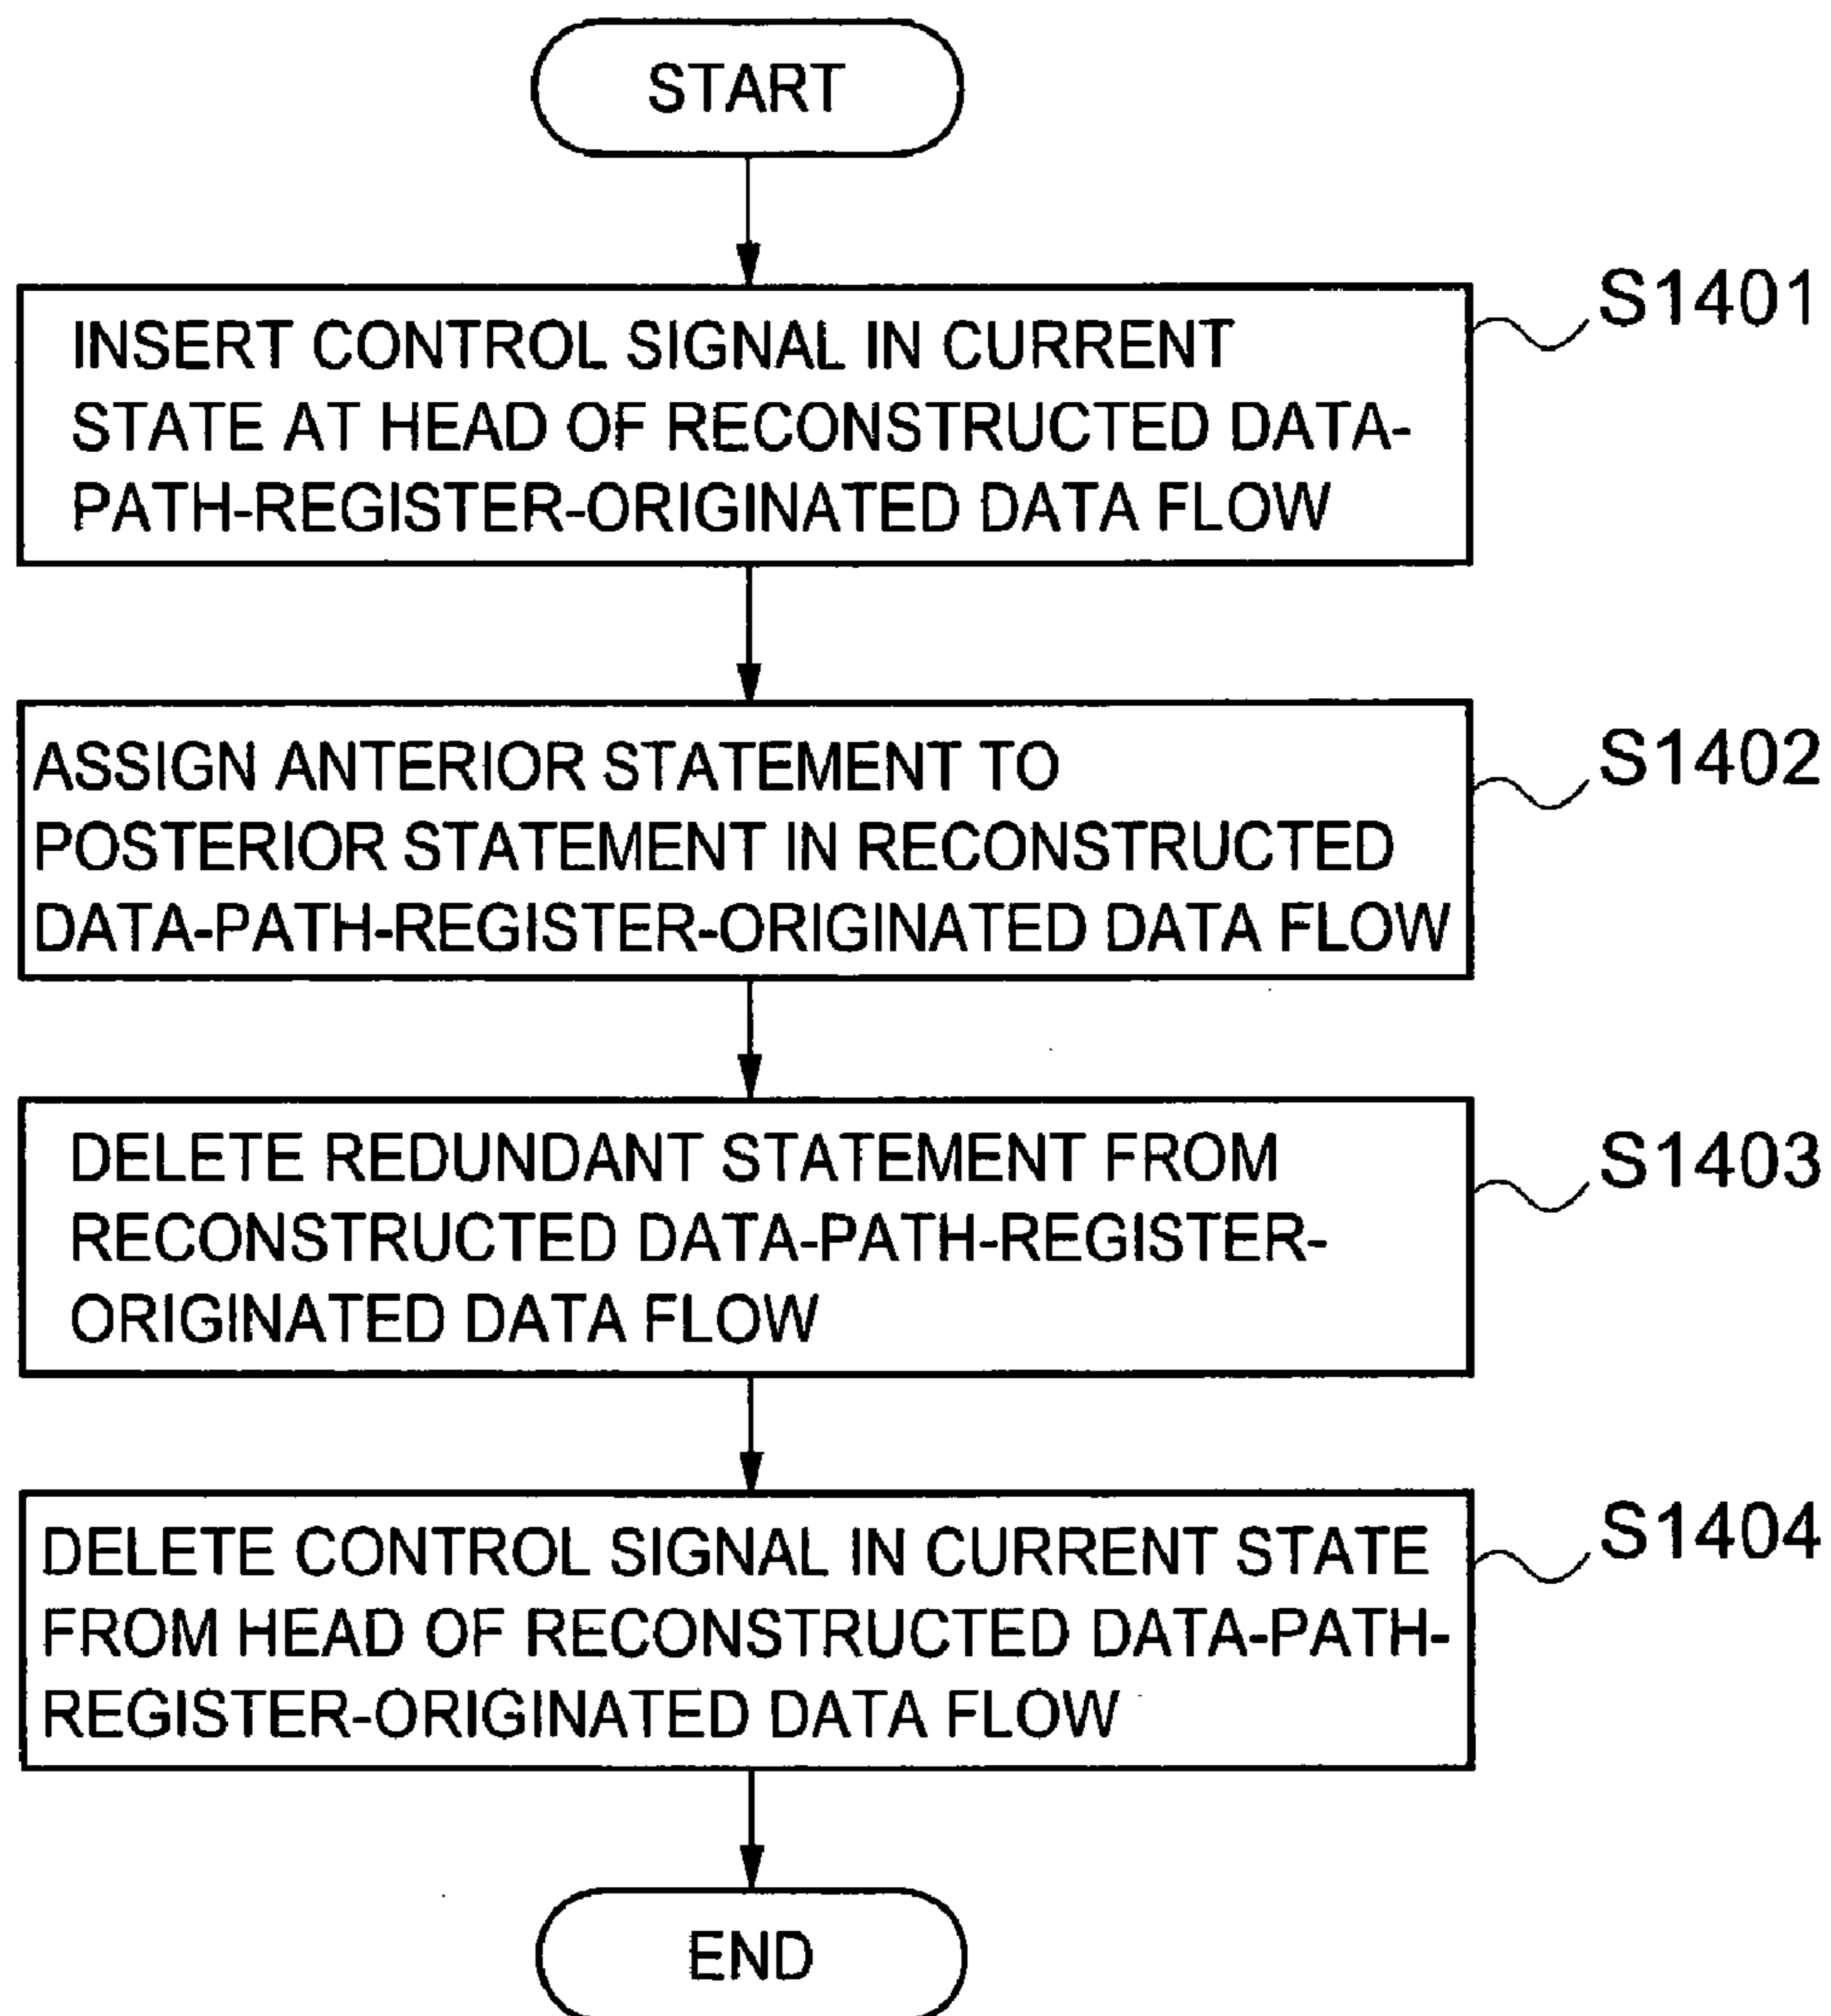 START
INSERT CONTROL SIGNAL IN CURRENT
STATE AT HEAD OF RECONSTRUCTED DATA-
PATH-REGISTER-ORIGINATED DATA FLOW
S1401
ASSIGN ANTERIOR STATEMENT TO
POSTERIOR STATEMENT IN RECONSTRUCTED
DATA-PATH-REGISTER-ORIGINATED DATA FLOW
S1402
DELETE REDUNDANT STATEMENT FROM
RECONSTRUCTED DATA-PATH-REGISTER-
ORIGINATED DATA FLOW
S1403
DELETE CONTROL SIGNAL IN CURRENT STATE
FROM HEAD OF RECONSTRUCTED DATA-PATH-
REGISTER-ORIGINATED DATA FLOW
S1404
END